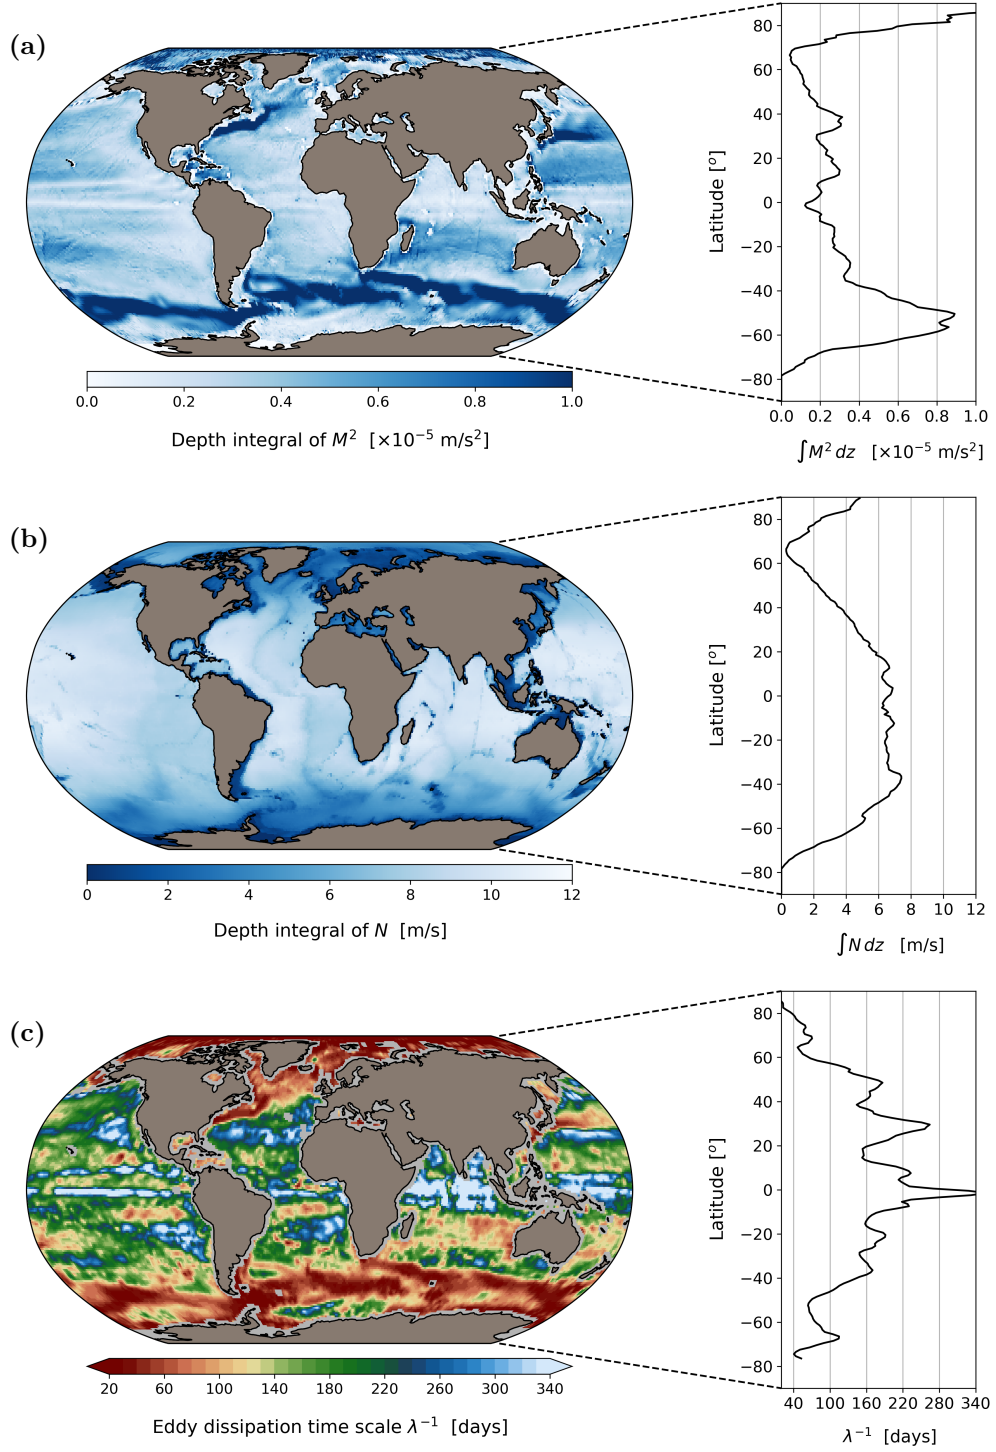 (a)
80
60
40
20
0
−20
−40
−60
−80
Latitude [°]
0.0 0.2 0.4 0.6 0.8 1.0
Depth integral of M² [×10⁻⁵ m/s²]
0.0 0.2 0.4 0.6 0.8 1.0
∫M² dz [×10⁻⁵ m/s²]
(b)
80
60
40
20
0
−20
−40
−60
−80
Latitude [°]
0 2 4 6 8 10 12
Depth integral of N [m/s]
0 2 4 6 8 10 12
∫N dz [m/s]
(c)
80
60
40
20
0
−20
−40
−60
−80
Latitude [°]
20 60 100 140 180 220 260 300 340
Eddy dissipation time scale λ⁻¹ [days]
40 100 160 220 280 340
λ⁻¹ [days]